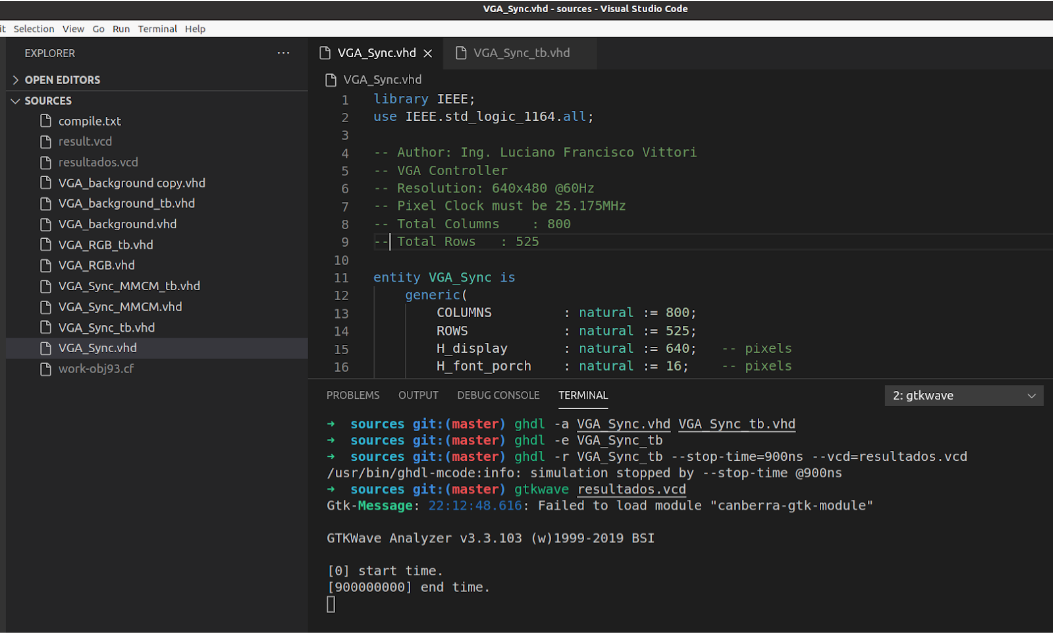 VGA_Sync.vhd - sources - Visual Studio Code
it Selection View Go Run Terminal Help
EXPLORER ···
OPEN EDITORS
SOURCES
compile.txt
result.vcd
resultados.vcd
VGA_background copy.vhd
VGA_background_tb.vhd
VGA_background.vhd
VGA_RGB_tb.vhd
VGA_RGB.vhd
VGA_Sync_MMCM_tb.vhd
VGA_Sync_MMCM.vhd
VGA_Sync_tb.vhd
VGA_Sync.vhd
work-obj93.cf
VGA_Sync.vhd × VGA_Sync_tb.vhd
VGA_Sync.vhd
1 library IEEE;
2 use IEEE.std_logic_1164.all;
3
4 -- Author: Ing. Luciano Francisco Vittori
5 -- VGA Controller
6 -- Resolution: 640x480 @60Hz
7 -- Pixel Clock must be 25.175MHz
8 -- Total Columns : 800
9 -- Total Rows : 525
10
11 entity VGA_Sync is
12 generic(
13 COLUMNS : natural := 800;
14 ROWS : natural := 525;
15 H_display : natural := 640; -- pixels
16 H_font_porch : natural := 16; -- pixels
PROBLEMS OUTPUT DEBUG CONSOLE TERMINAL 2: gtkwave
→ sources git:(master) ghdl -a VGA_Sync.vhd VGA_Sync_tb.vhd
→ sources git:(master) ghdl -e VGA_Sync_tb
→ sources git:(master) ghdl -r VGA_Sync_tb --stop-time=900ns --vcd=resultados.vcd
/usr/bin/ghdl-mcode:info: simulation stopped by --stop-time @900ns
→ sources git:(master) gtkwave resultados.vcd
Gtk-Message: 22:12:48.616: Failed to load module "canberra-gtk-module"
GTKWave Analyzer v3.3.103 (w)1999-2019 BSI
[0] start time.
[900000000] end time.